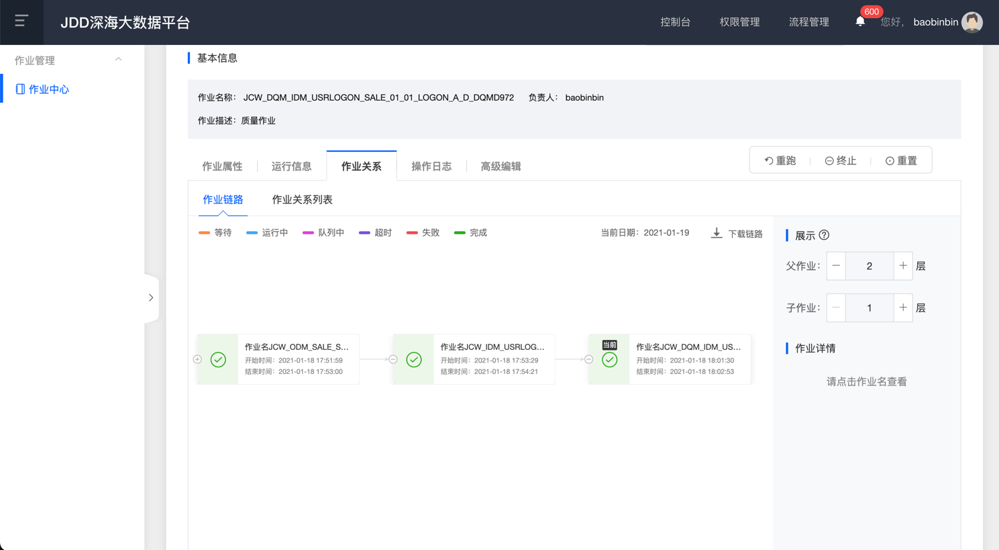 JDD深海大数据平台
控制台
权限管理
流程管理
600
您好，
baobinbin
作业管理
作业中心
基本信息
作业名称： JCW_DQM_IDM_USRLOGON_SALE_01_01_LOGON_A_D_DQMD972 负责人： baobinbin
作业描述：质量作业
作业属性
运行信息
作业关系
操作日志
高级编辑
重跑
终止
重置
作业链路
作业关系列表
等待
运行中
队列中
超时
失败
完成
当前日期：2021-01-19
下载链路
作业名JCW_ODM_SALE_S...
开始时间：2021-01-18 17:51:59
结束时间：2021-01-18 17:53:00
作业名JCW_IDM_USRLOG...
开始时间：2021-01-18 17:53:29
结束时间：2021-01-18 17:54:21
当前
作业名JCW_DQM_IDM_US...
开始时间：2021-01-18 18:01:30
结束时间：2021-01-18 18:02:53
展示
父作业： 2 层
子作业： 1 层
作业详情
请点击作业名查看